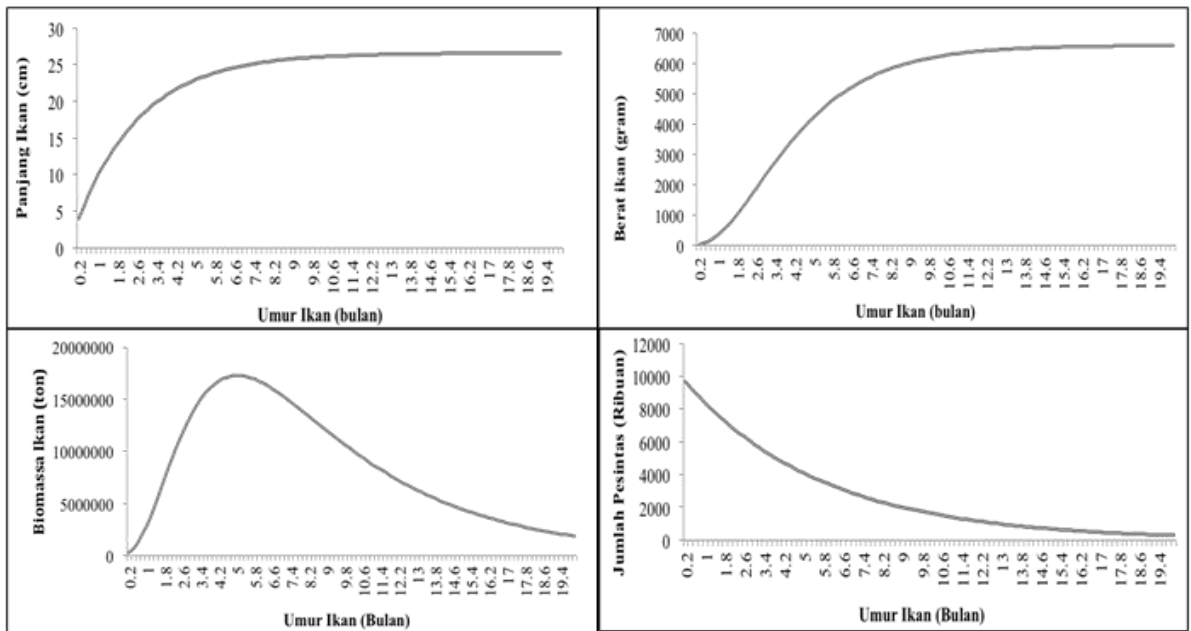 Panjang Ikan (cm)
30
25
20
15
10
5
0
0.2 1 1.8 2.6 3.4 4.2 5 5.8 6.6 7.4 8.2 9 9.8 10.6 11.4 12.2 13 13.8 14.6 15.4 16.2 17 17.8 18.6 19.4
Umur Ikan (bulan)
Berat ikan (gram)
7000
6000
5000
4000
3000
2000
1000
0
0.2 1 1.8 2.6 3.4 4.2 5 5.8 6.6 7.4 8.2 9 9.8 10.6 11.4 12.2 13 13.8 14.6 15.4 16.2 17 17.8 18.6 19.4
Umur Ikan (bulan)
Biomassa Ikan (ton)
20000000
15000000
10000000
5000000
0
0.2 1 1.8 2.6 3.4 4.2 5 5.8 6.6 7.4 8.2 9 9.8 10.6 11.4 12.2 13 13.8 14.6 15.4 16.2 17 17.8 18.6 19.4
Umur Ikan (Bulan)
Jumlah Pesintas (Ribuan)
12000
10000
8000
6000
4000
2000
0
0.2 1 1.8 2.6 3.4 4.2 5 5.8 6.6 7.4 8.2 9 9.8 10.6 11.4 12.2 13 13.8 14.6 15.4 16.2 17 17.8 18.6 19.4
Umur Ikan (Bulan)